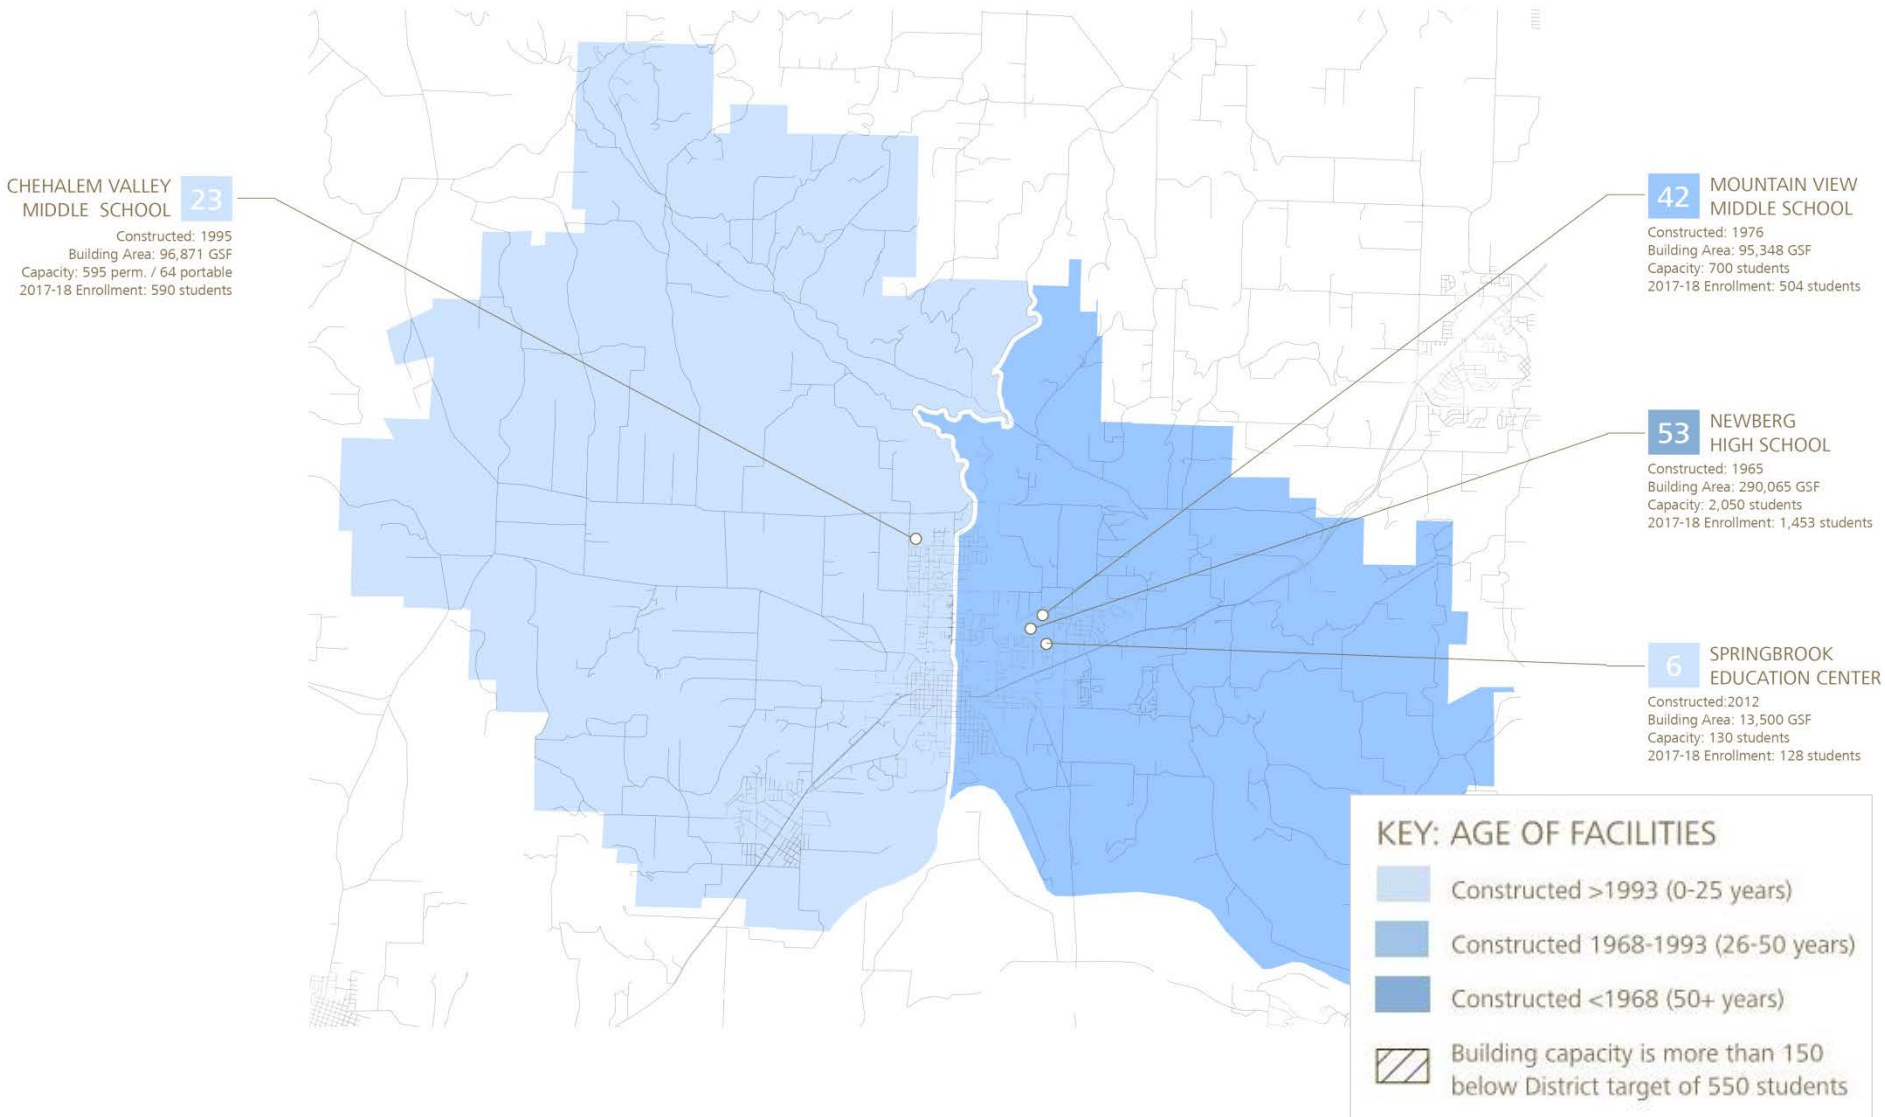 CHEHALEM VALLEY
MIDDLE SCHOOL
23
Constructed: 1995
Building Area: 96,871 GSF
Capacity: 595 perm. / 64 portable
2017-18 Enrollment: 590 students
42
MOUNTAIN VIEW
MIDDLE SCHOOL
Constructed: 1976
Building Area: 95,348 GSF
Capacity: 700 students
2017-18 Enrollment: 504 students
53
NEWBERG
HIGH SCHOOL
Constructed: 1965
Building Area: 290,065 GSF
Capacity: 2,050 students
2017-18 Enrollment: 1,453 students
6
SPRINGBROOK
EDUCATION CENTER
Constructed:2012
Building Area: 13,500 GSF
Capacity: 130 students
2017-18 Enrollment: 128 students
KEY: AGE OF FACILITIES
Constructed >1993 (0-25 years)
Constructed 1968-1993 (26-50 years)
Constructed <1968 (50+ years)
Building capacity is more than 150
below District target of 550 students